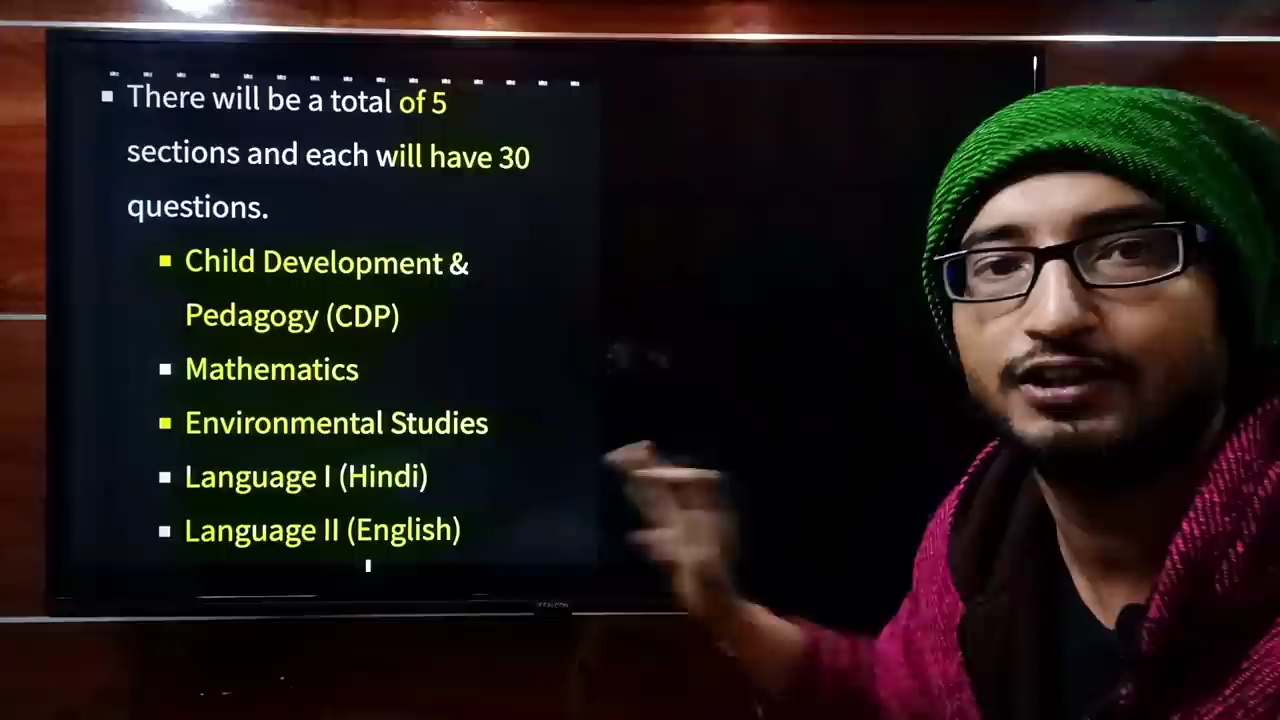 There will be a total of 5
sections and each will have 30
questions.
Child Development &
Pedagogy (CDP)
Mathematics
Environmental Studies
Language I (Hindi)
Language II (English)
iFFALCON